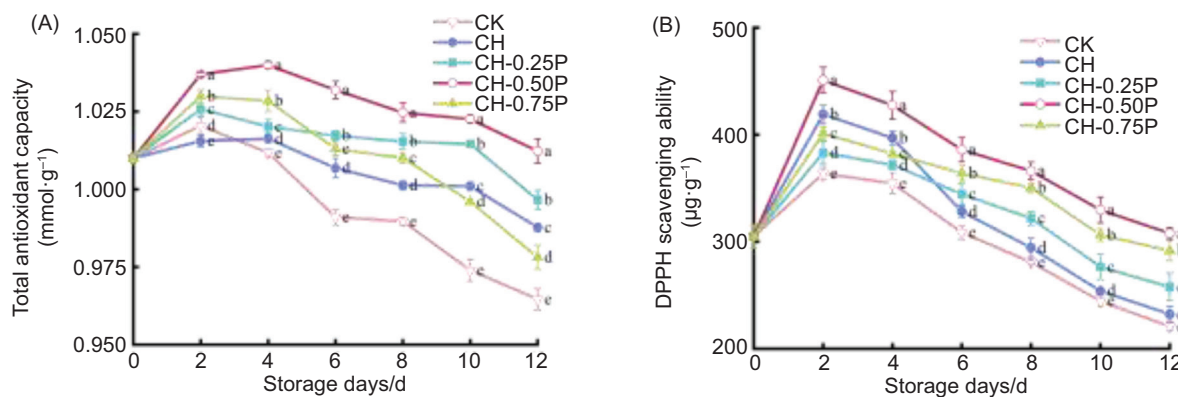 (A)
Total antioxidant capacity
(mmol·g⁻¹)
1.050
1.025
1.000
0.975
0.950
CK
CH
CH-0.25P
CH-0.50P
CH-0.75P
a a a a a a
b b b b b b
c c c c c c
d d d d d d
e e e e e e
0 2 4 6 8 10 12
Storage days/d
(B)
DPPH scavenging ability
(μg·g⁻¹)
500
400
300
200
CK
CH
CH-0.25P
CH-0.50P
CH-0.75P
a a a a a
b b b b b
c c c c c
d d d d d
e e e e e
0 2 4 6 8 10 12
Storage days/d